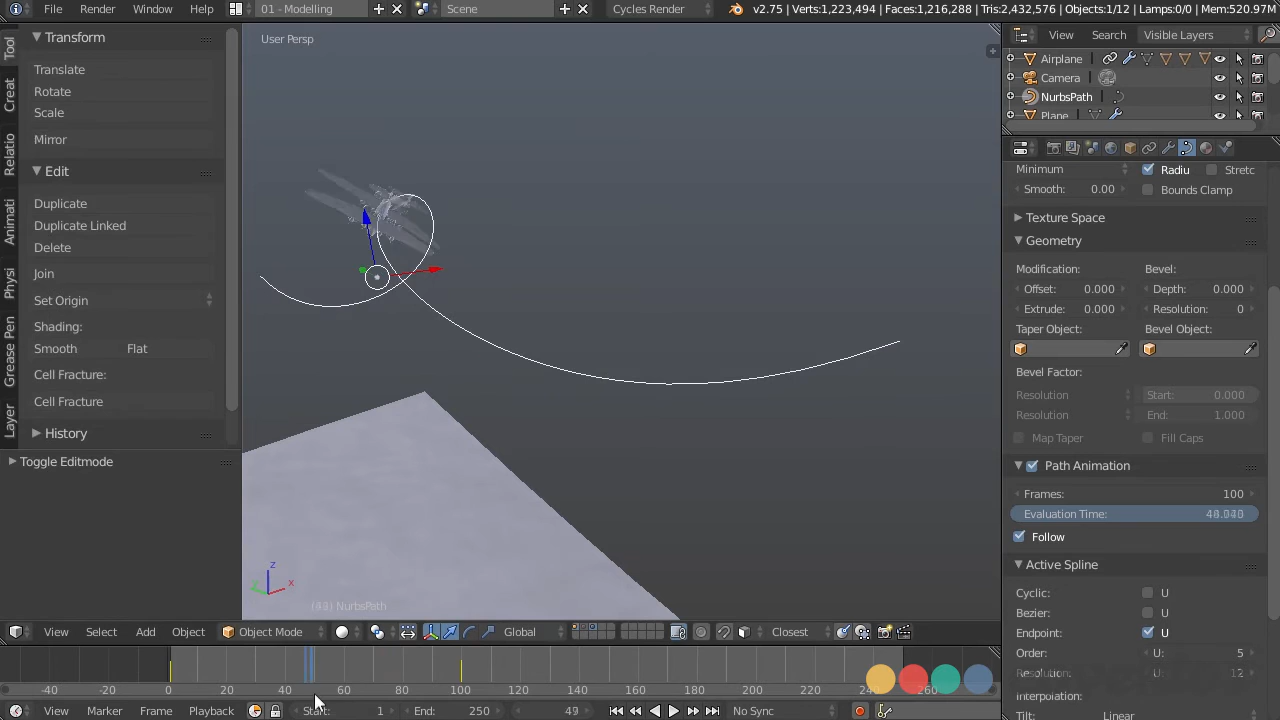 File Render Window Help 01 - Modelling Scene Cycles Render v2.75 | Verts:1,223,494 | Faces:1,216,288 | Tris:2,432,576 | Objects:1/12 | Lamps:0/0 | Mem:520.97M
Tool
Creat
Relatio
Animati
Physi
Grease Pen
Layer
Transform
Translate
Rotate
Scale
Mirror
Edit
Duplicate
Duplicate Linked
Delete
Join
Set Origin
Shading:
Smooth Flat
Cell Fracture:
Cell Fracture
History
Toggle Editmode
User Persp
z
y x
NurbsPath
View Select Add Object Object Mode Global Closest
-40 -20 0 20 40 60 80 100 120 140 160 180 200 220 240 260
View Marker Frame Playback Start: 1 End: 250 No Sync
View Search Visible Layers
Airplane
Camera
NurbsPath
Plane
Minimum Radiu Stretc
Smooth: 0.00 Bounds Clamp
Texture Space
Geometry
Modification: Bevel:
Offset: 0.000 Depth: 0.000
Extrude: 0.000 Resolution: 0
Taper Object: Bevel Object:
Bevel Factor:
Resolution Start: 0.000
Resolution End: 1.000
Map Taper Fill Caps
Path Animation
Frames: 100
Evaluation Time:
Follow
Active Spline
Cyclic: U
Bezier: U
Endpoint: U
Order: U: 5
Resolution: U: 12
Interpolation:
Tilt: Linear